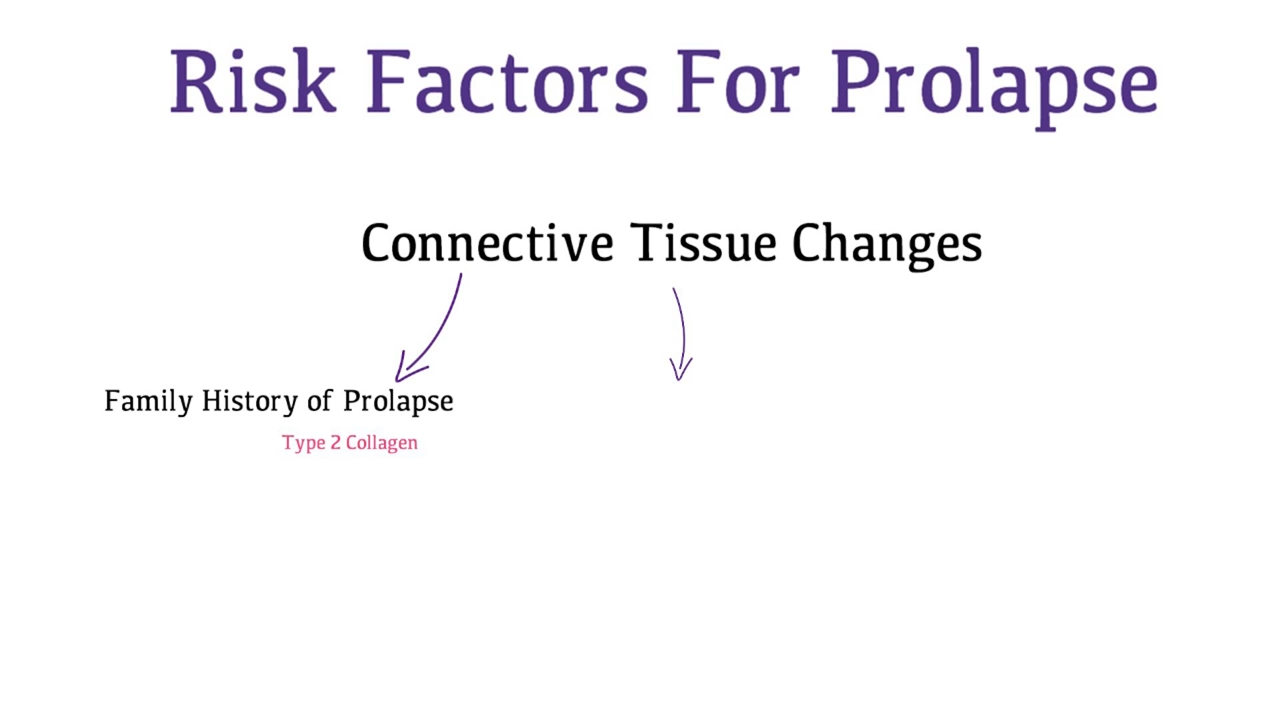 Risk Factors For Prolapse
Connective Tissue Changes
Family History of Prolapse
Type 2 Collagen